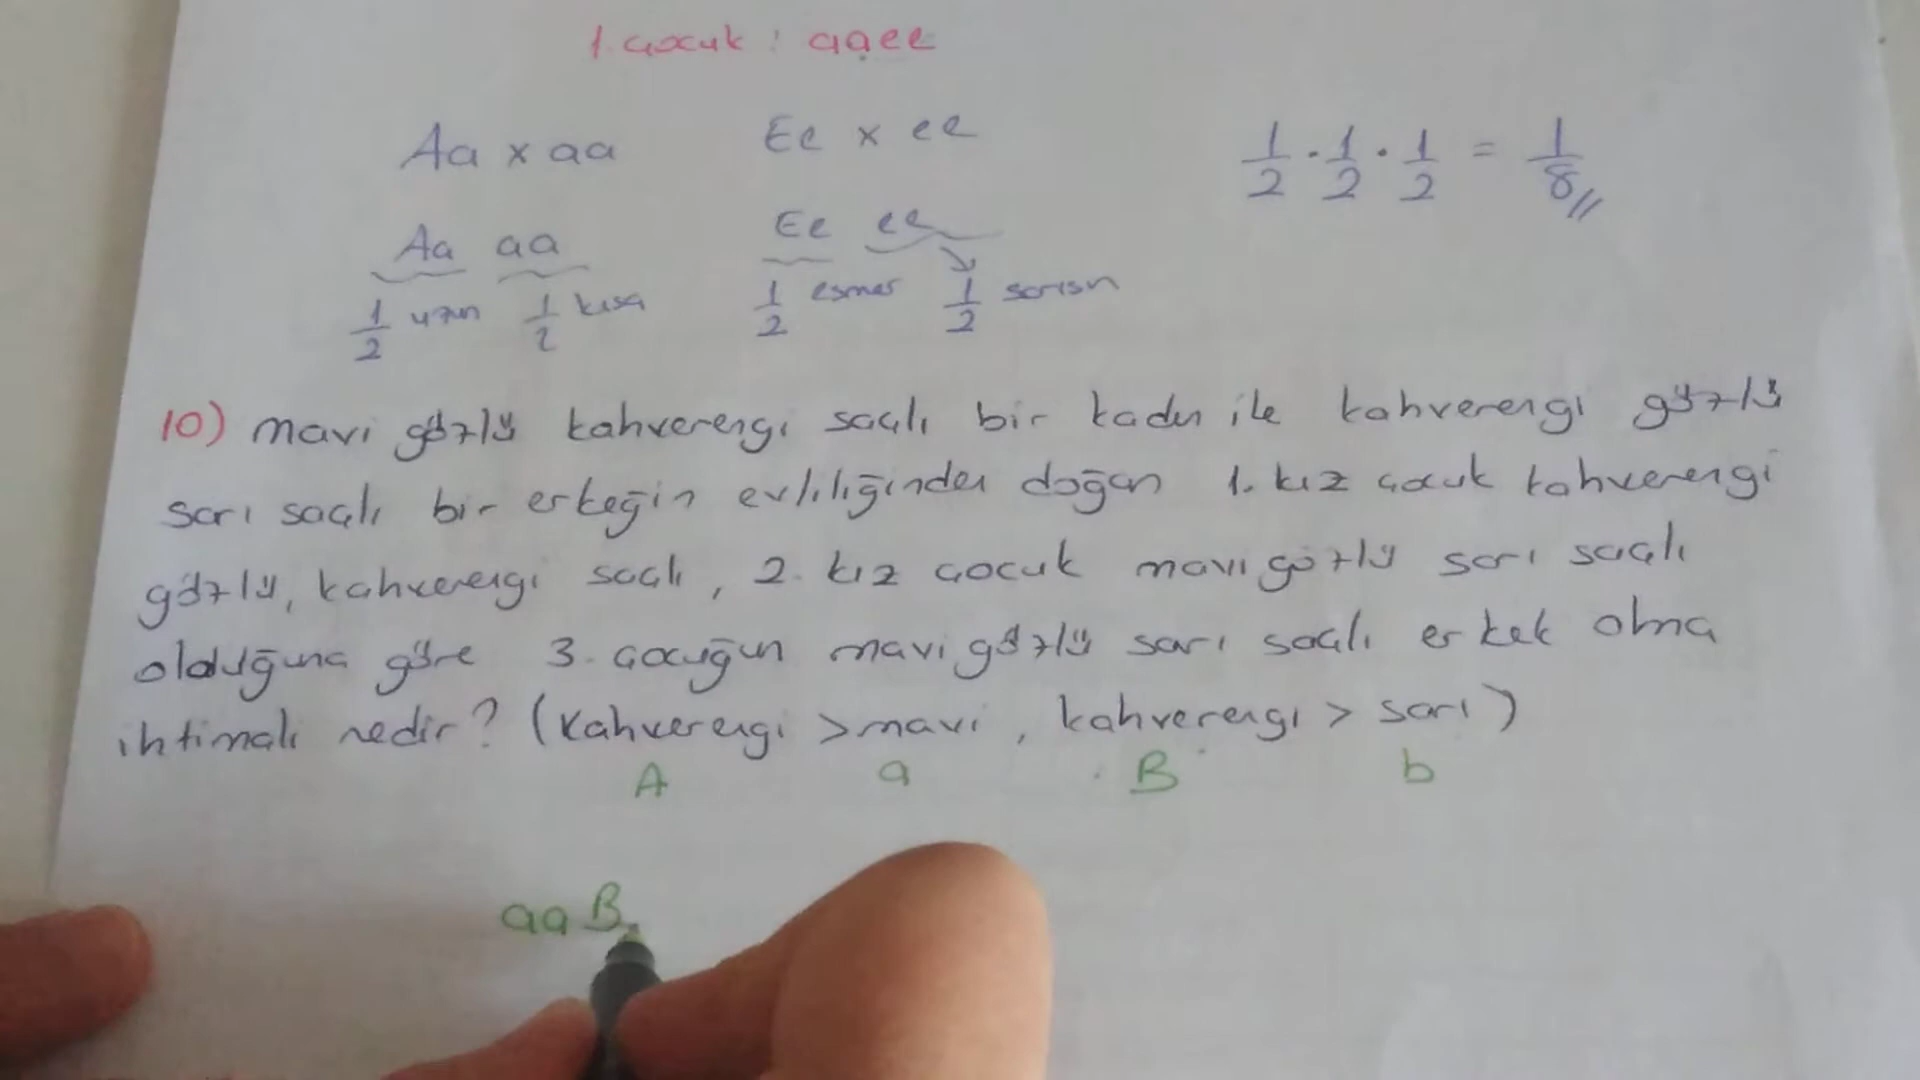 1. çocuk : aaee
Aa x aa   Ee x ee   1/2 · 1/2 · 1/2 = 1/8 //
Aa aa   Ee ee
1/2 uzun 1/2 kısa   1/2 esmer 1/2 sarışın
10) mavi gözlü kahverengi saçlı bir kadın ile kahverengi gözlü
sarı saçlı bir erkeğin evliliğinden doğan 1. kız çocuk kahverengi
gözlü, kahverengi saçlı, 2. kız çocuk mavi gözlü sarı saçlı
olduğuna göre 3. çocuğun mavi gözlü sarı saçlı erkek olma
ihtimali nedir? (Kahverengi > mavi, kahverengi > sarı)
A a B b
aaB